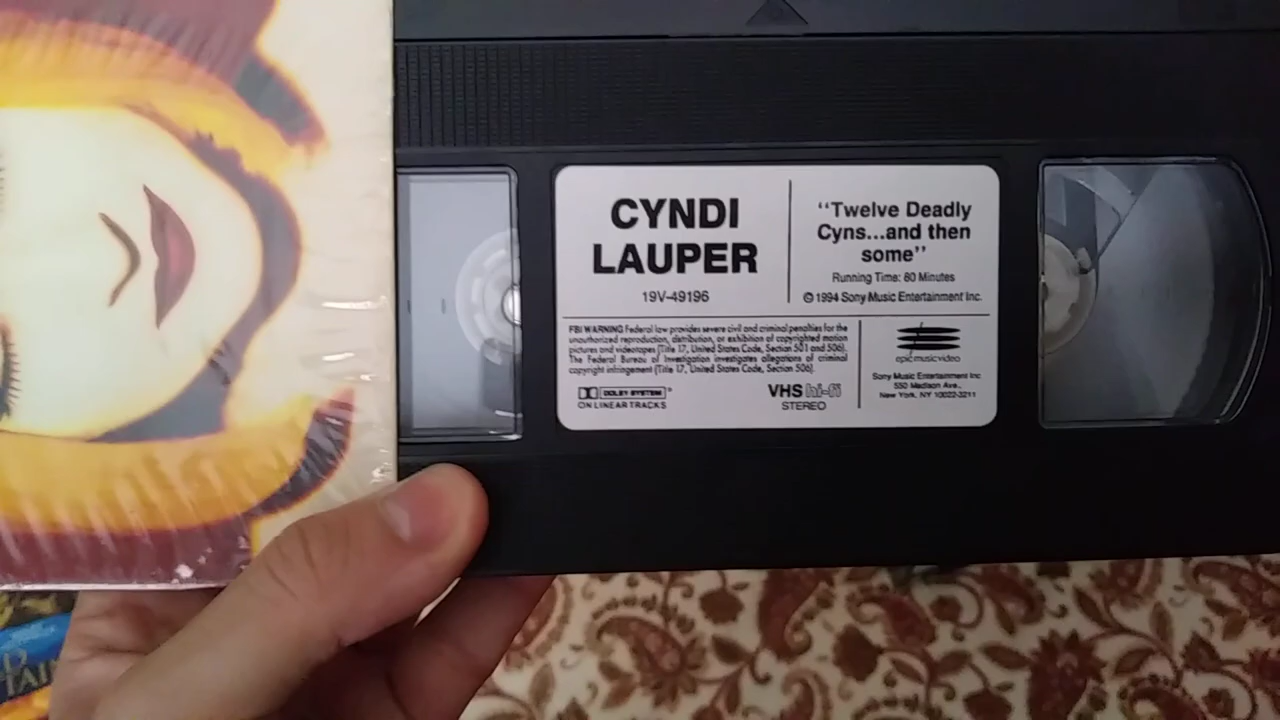 CYNDI
LAUPER
19V-49196
“Twelve Deadly
Cyns...and then
some”
Running Time: 80 Minutes
© 1994 Sony Music Entertainment Inc.
FBI WARNING Federal law provides severe civil and criminal penalties for the
unauthorized reproduction, distribution, or exhibition of copyrighted motion
pictures and videotapes (Title 17, United States Code, Section 501 and 506).
The Federal Bureau of Investigation investigates allegations of criminal
copyright infringement (Title 17, United States Code, Section 506).
DOLBY SYSTEM®
ON LINEAR TRACKS
VHS hi-fi
STEREO
epic music video
Sony Music Entertainment Inc
550 Madison Ave.,
New York, NY 10022-3211